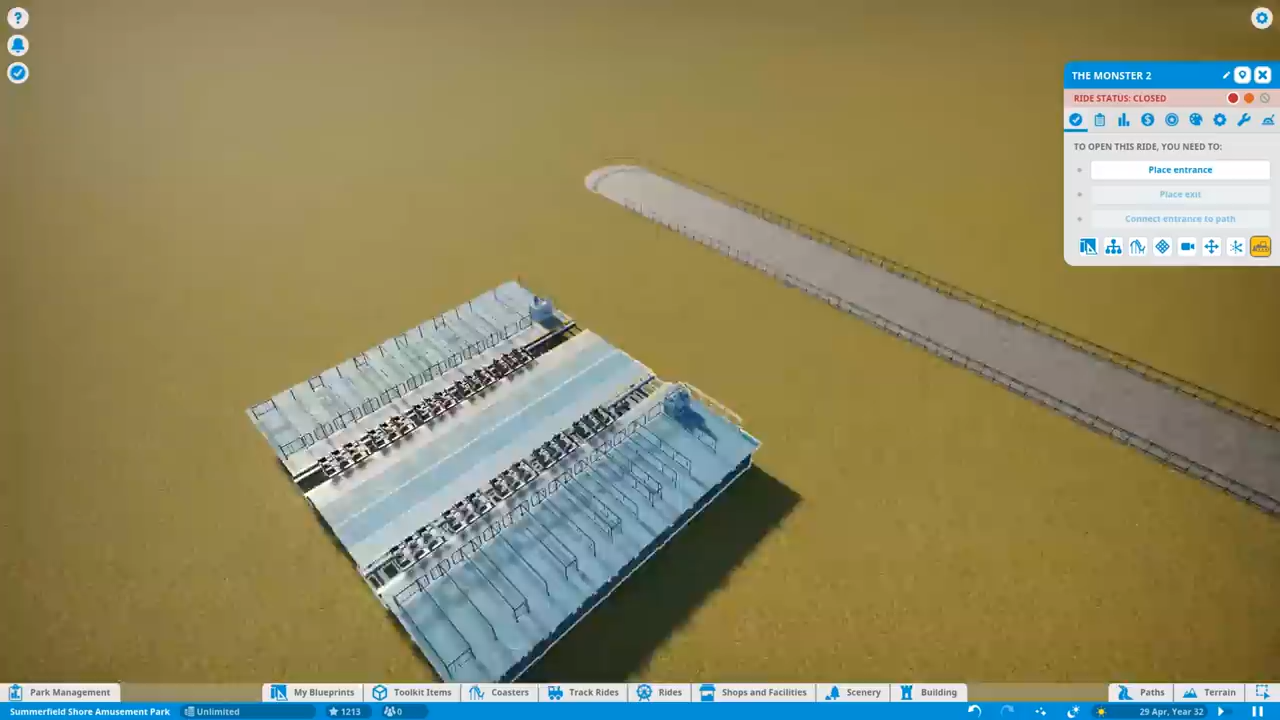 THE MONSTER 2
RIDE STATUS: CLOSED
TO OPEN THIS RIDE, YOU NEED TO:
Place entrance
Place exit
Connect entrance to path
Park Management
My Blueprints
Toolkit Items
Coasters
Track Rides
Rides
Shops and Facilities
Scenery
Building
Paths
Terrain
Summerfield Shore Amusement Park
Unlimited
1213
0
29 Apr, Year 32